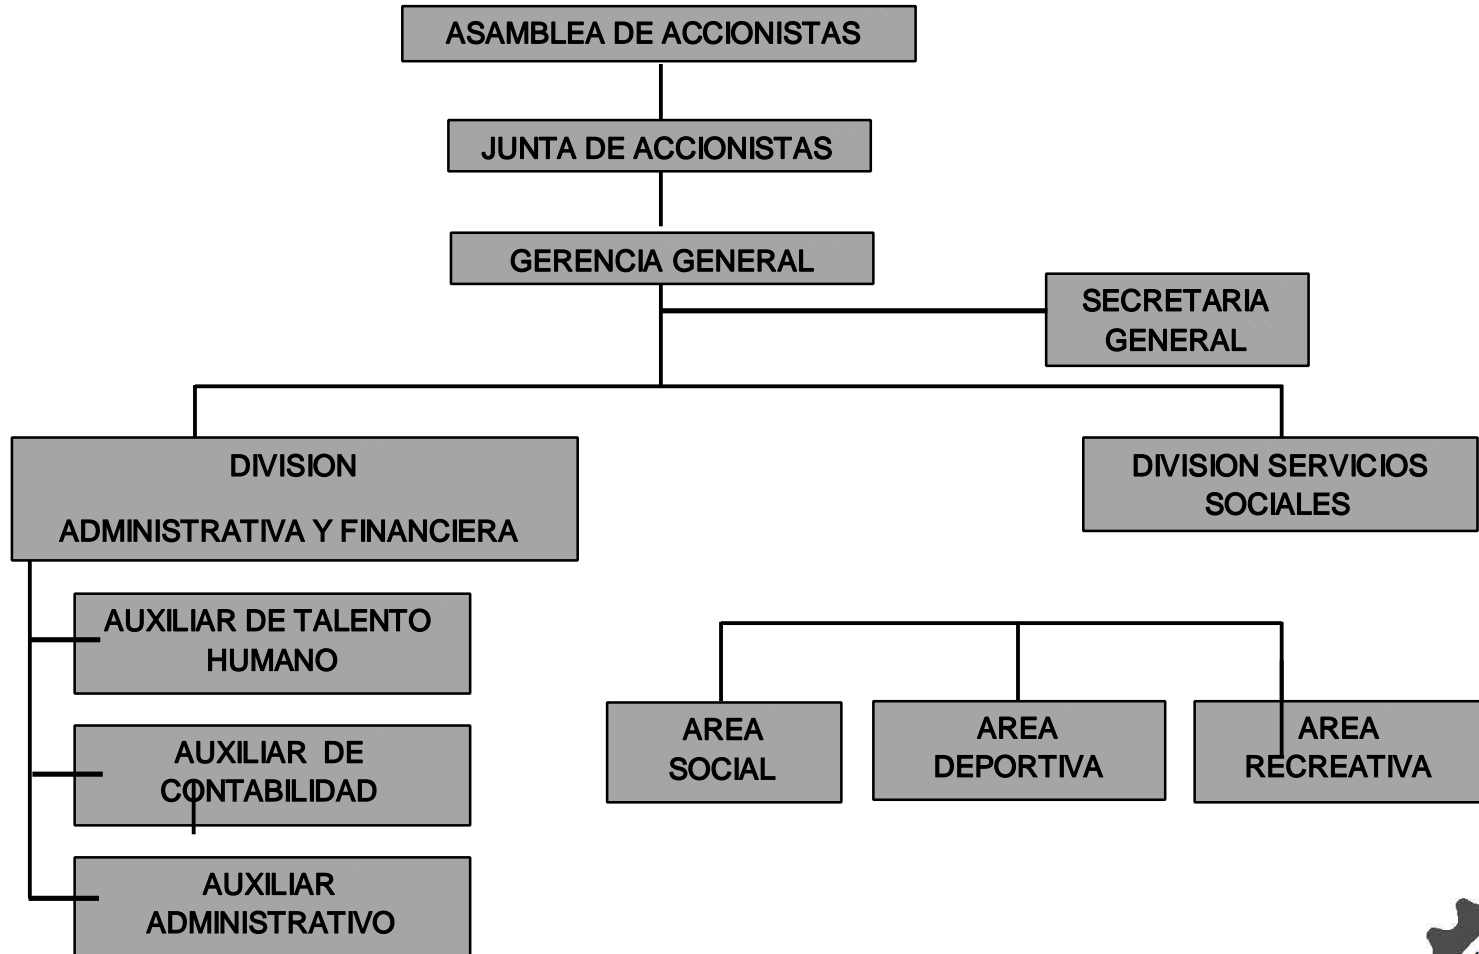 ASAMBLEA DE ACCIONISTAS
JUNTA DE ACCIONISTAS
GERENCIA GENERAL
SECRETARIA
GENERAL
DIVISION
ADMINISTRATIVA Y FINANCIERA
DIVISION SERVICIOS
SOCIALES
AUXILIAR DE TALENTO
HUMANO
AUXILIAR DE
CONTABILIDAD
AUXILIAR
ADMINISTRATIVO
AREA
SOCIAL
AREA
DEPORTIVA
AREA
RECREATIVA